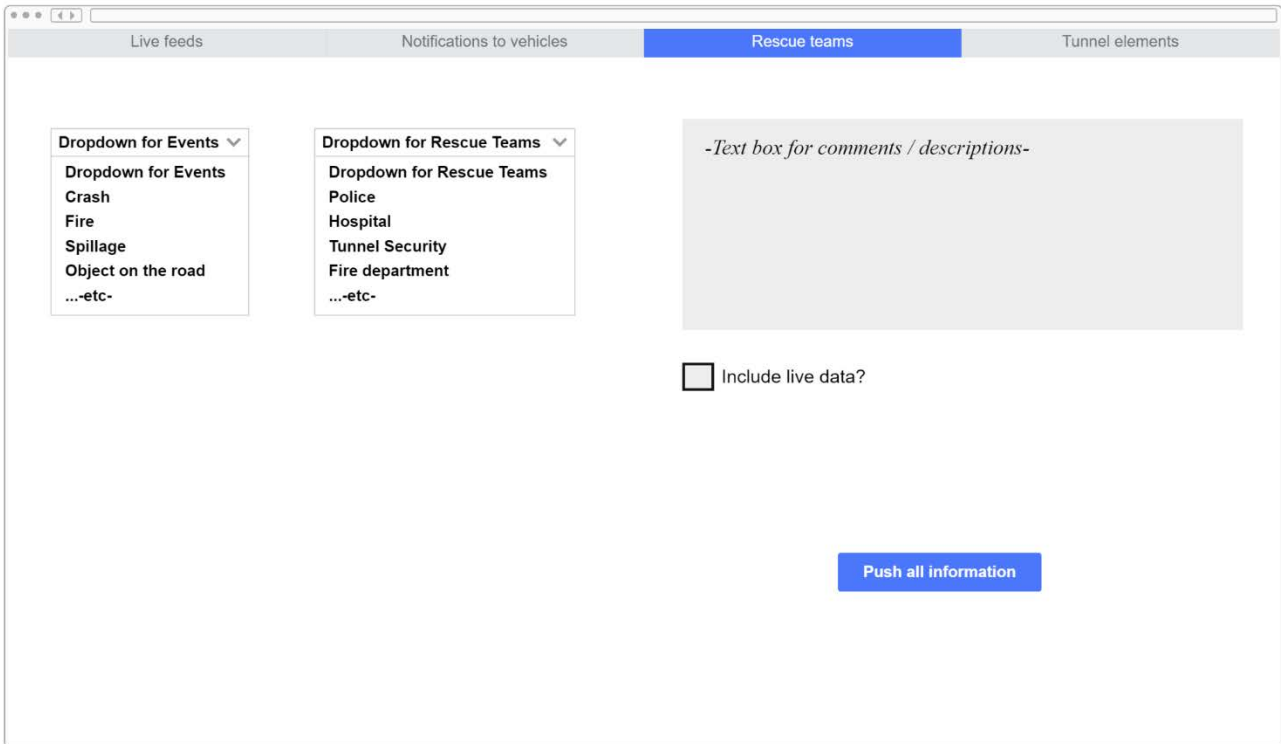 Live feeds
Notifications to vehicles
Rescue teams
Tunnel elements
Dropdown for Events
Dropdown for Events
Crash
Fire
Spillage
Object on the road
...-etc-
Dropdown for Rescue Teams
Dropdown for Rescue Teams
Police
Hospital
Tunnel Security
Fire department
...-etc-
-Text box for comments / descriptions-
Include live data?
Push all information